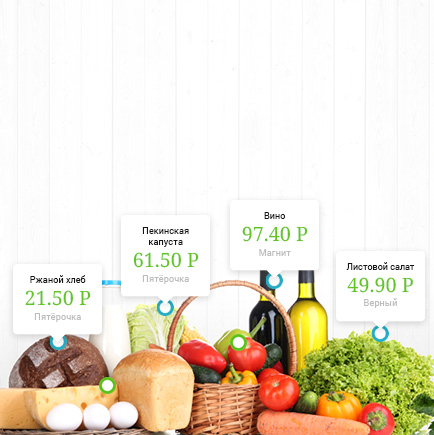 Вино
97.40 Р
Магнит
Пекинская
капуста
61.50 Р
Пятёрочка
Листовой салат
49.90 Р
Верный
Ржаной хлеб
21.50 Р
Пятёрочка